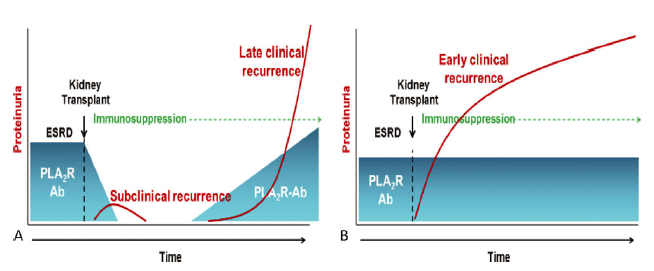 Proteinuria
Kidney
Transplant
ESRD
Immunosuppression
PLA₂R
Ab
Subclinical recurrence
Late clinical
recurrence
PLA₂R-Ab
A
Time
Proteinuria
Kidney
Transplant
ESRD
Immunosuppression
PLA₂R
Ab
Early clinical
recurrence
B
Time